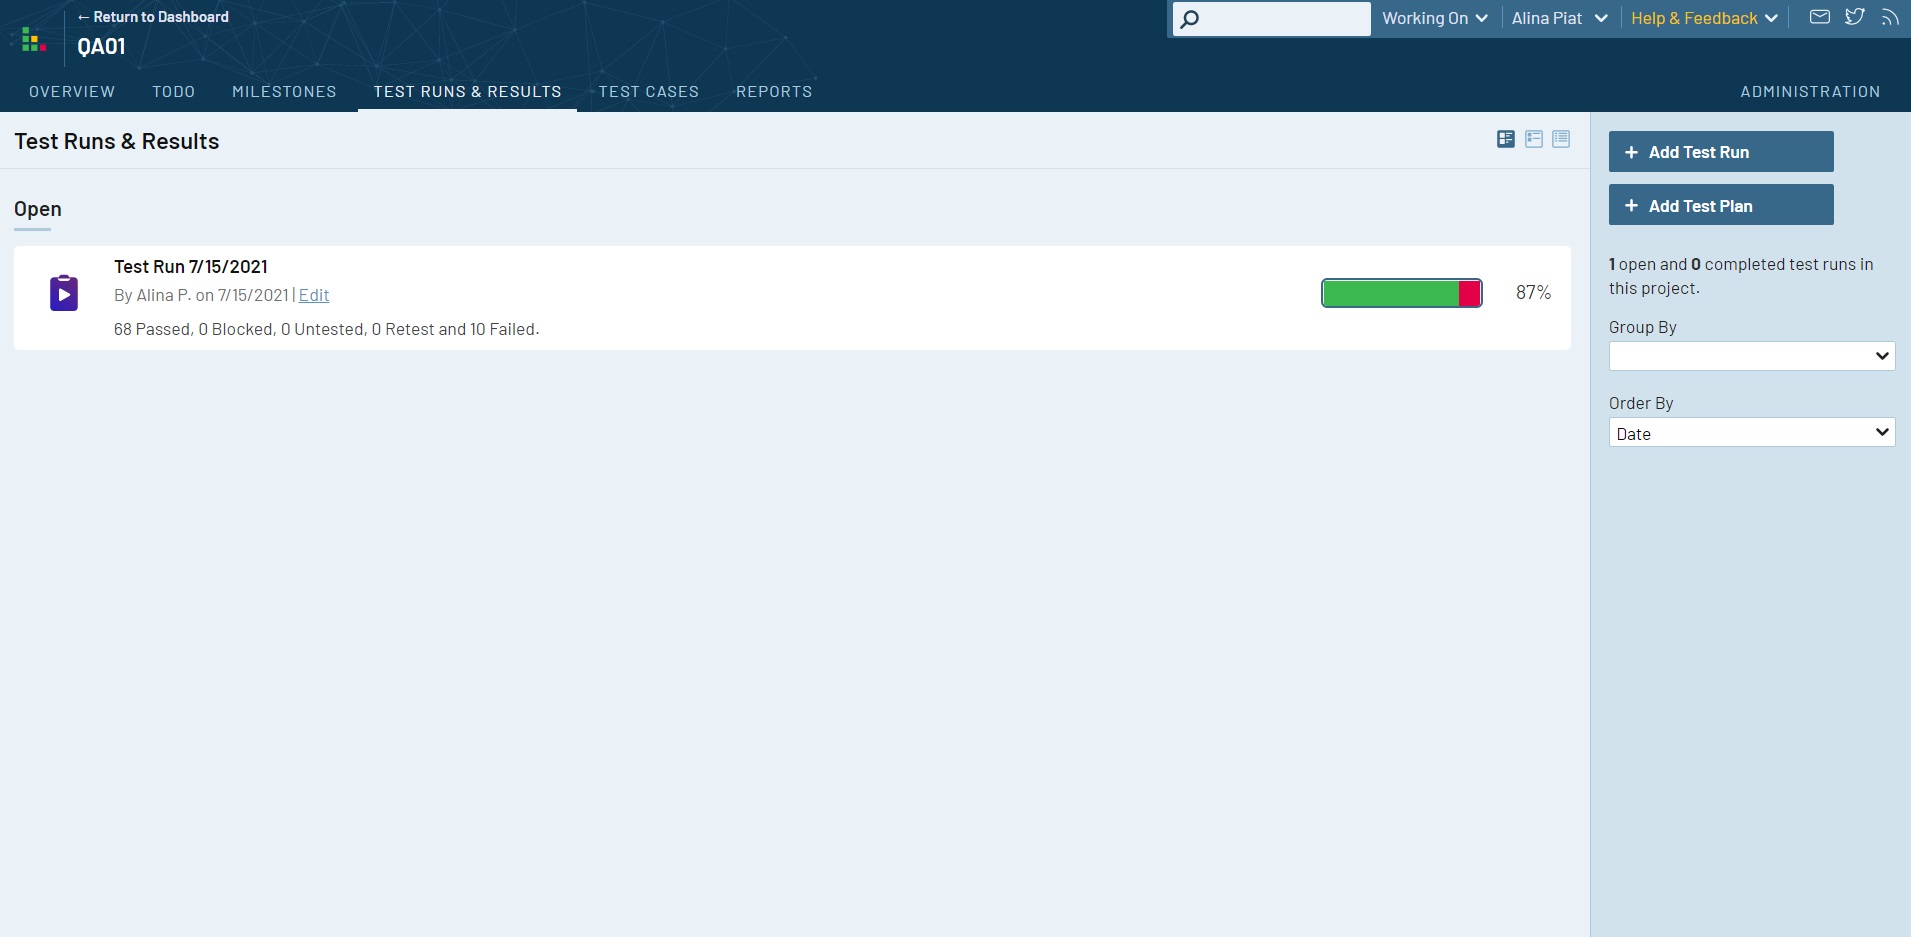 ← Return to Dashboard
QA01
Working On
Alina Piat
Help & Feedback
OVERVIEW
TODO
MILESTONES
TEST RUNS & RESULTS
TEST CASES
REPORTS
ADMINISTRATION
Test Runs & Results
Open
Test Run 7/15/2021
By Alina P. on 7/15/2021 | Edit
68 Passed, 0 Blocked, 0 Untested, 0 Retest and 10 Failed.
87%
+ Add Test Run
+ Add Test Plan
1 open and 0 completed test runs in
this project.
Group By
Order By
Date